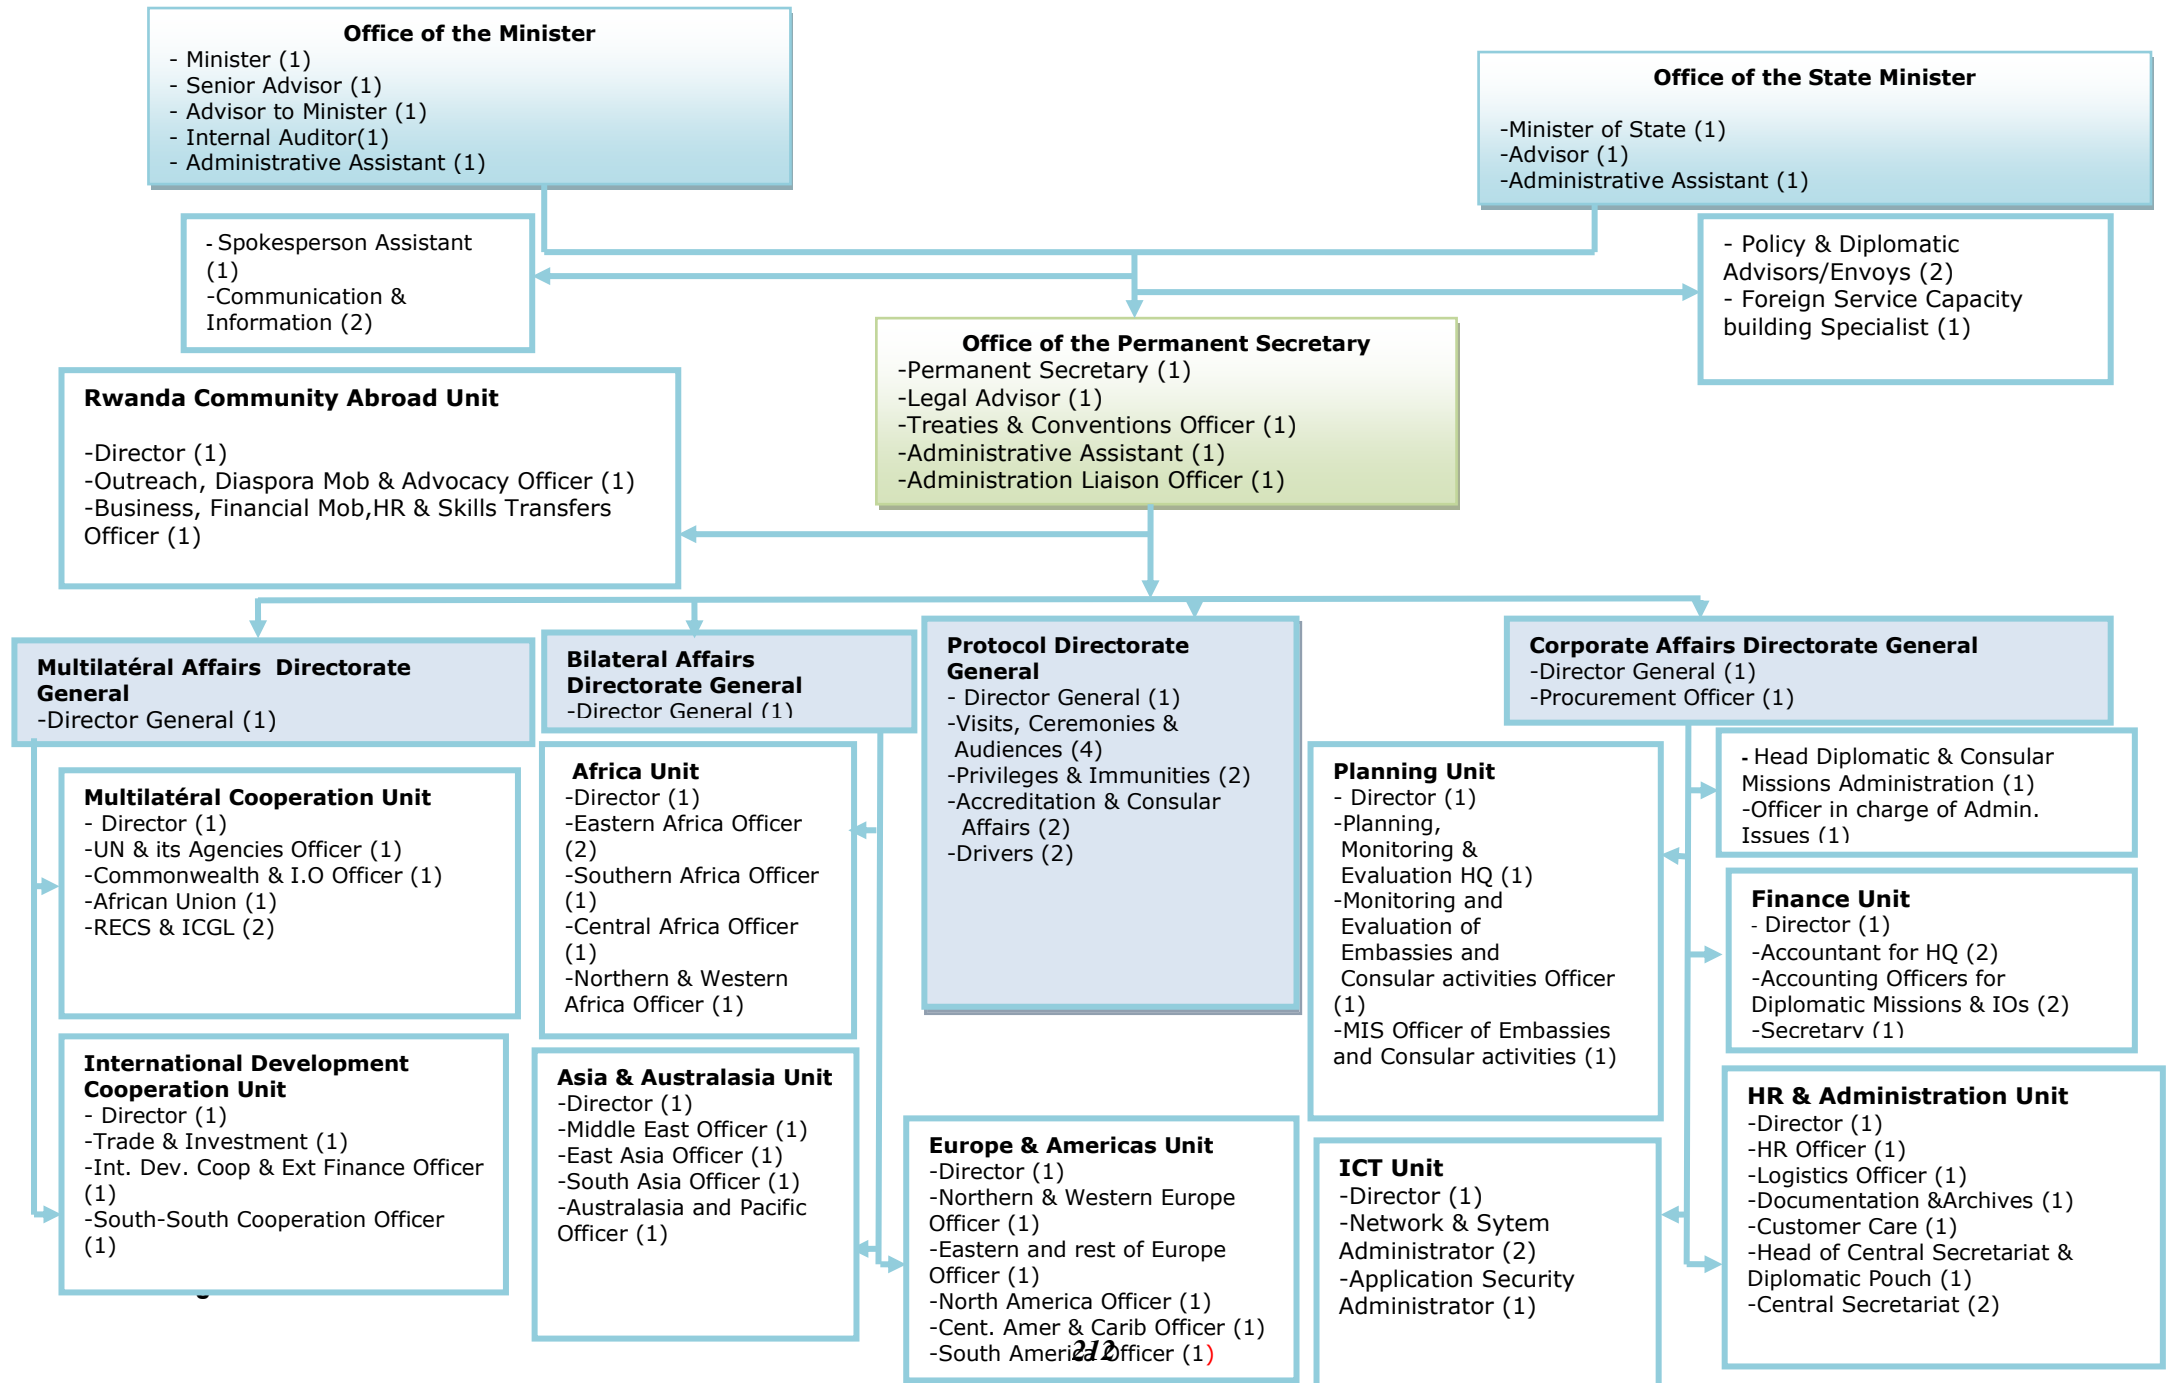 Office of the Minister
- Minister (1)
- Senior Advisor (1)
- Advisor to Minister (1)
- Internal Auditor(1)
- Administrative Assistant (1)
Office of the State Minister
-Minister of State (1)
-Advisor (1)
-Administrative Assistant (1)
- Spokesperson Assistant
(1)
-Communication &
Information (2)
- Policy & Diplomatic
Advisors/Envoys (2)
- Foreign Service Capacity
building Specialist (1)
Office of the Permanent Secretary
-Permanent Secretary (1)
-Legal Advisor (1)
-Treaties & Conventions Officer (1)
-Administrative Assistant (1)
-Administration Liaison Officer (1)
Rwanda Community Abroad Unit
-Director (1)
-Outreach, Diaspora Mob & Advocacy Officer (1)
-Business, Financial Mob,HR & Skills Transfers
Officer (1)
Multilatéral Affairs  Directorate
General
-Director General (1)
Bilateral Affairs
Directorate General
-Director General (1)
Protocol Directorate
General
- Director General (1)
-Visits, Ceremonies &
Audiences (4)
-Privileges & Immunities (2)
-Accreditation & Consular
Affairs (2)
-Drivers (2)
Corporate Affairs Directorate General
-Director General (1)
-Procurement Officer (1)
Multilatéral Cooperation Unit
- Director (1)
-UN & its Agencies Officer (1)
-Commonwealth & I.O Officer (1)
-African Union (1)
-RECS & ICGL (2)
Africa Unit
-Director (1)
-Eastern Africa Officer
(2)
-Southern Africa Officer
(1)
-Central Africa Officer
(1)
-Northern & Western
Africa Officer (1)
Planning Unit
- Director (1)
-Planning,
Monitoring &
Evaluation HQ (1)
-Monitoring and
Evaluation of
Embassies and
Consular activities Officer
(1)
-MIS Officer of Embassies
and Consular activities (1)
- Head Diplomatic & Consular
Missions Administration (1)
-Officer in charge of Admin.
Issues (1)
Finance Unit
- Director (1)
-Accountant for HQ (2)
-Accounting Officers for
Diplomatic Missions & IOs (2)
-Secretary (1)
International Development
Cooperation Unit
- Director (1)
-Trade & Investment (1)
-Int. Dev. Coop & Ext Finance Officer
(1)
-South-South Cooperation Officer
(1)
Asia & Australasia Unit
-Director (1)
-Middle East Officer (1)
-East Asia Officer (1)
-South Asia Officer (1)
-Australasia and Pacific
Officer (1)
Europe & Americas Unit
-Director (1)
-Northern & Western Europe
Officer (1)
-Eastern and rest of Europe
Officer (1)
-North America Officer (1)
-Cent. Amer & Carib Officer (1)
-South America Officer (1)
ICT Unit
-Director (1)
-Network & Sytem
Administrator (2)
-Application Security
Administrator (1)
HR & Administration Unit
-Director (1)
-HR Officer (1)
-Logistics Officer (1)
-Documentation &Archives (1)
-Customer Care (1)
-Head of Central Secretariat &
Diplomatic Pouch (1)
-Central Secretariat (2)
212